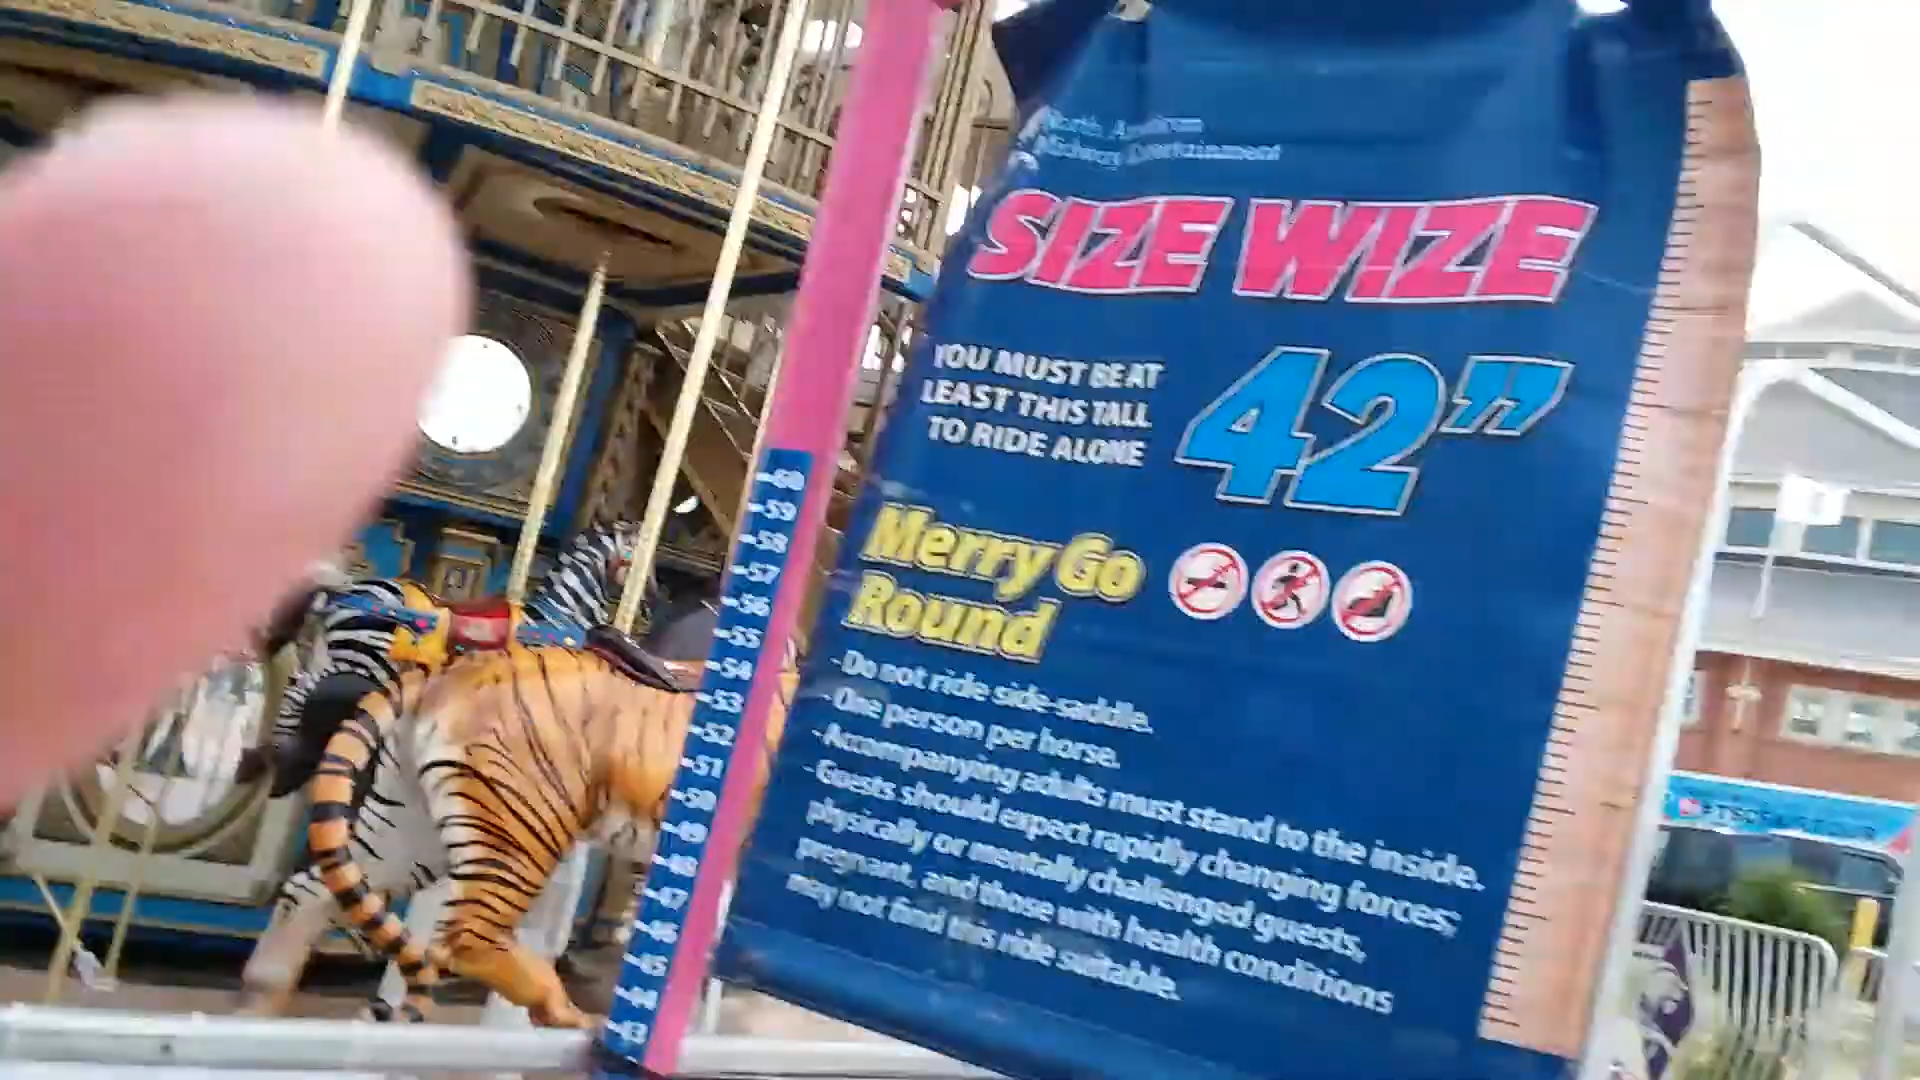 North American
Midway Entertainment
SIZE WIZE
YOU MUST BE AT
LEAST THIS TALL
TO RIDE ALONE
42”
Merry Go
Round
- Do not ride side-saddle.
- One person per horse.
- Accompanying adults must stand to the inside.
- Guests should expect rapidly changing forces;
physically or mentally challenged guests,
pregnant, and those with health conditions
may not find this ride suitable.
60
59
58
57
56
55
54
53
52
51
50
49
48
47
46
45
44
43